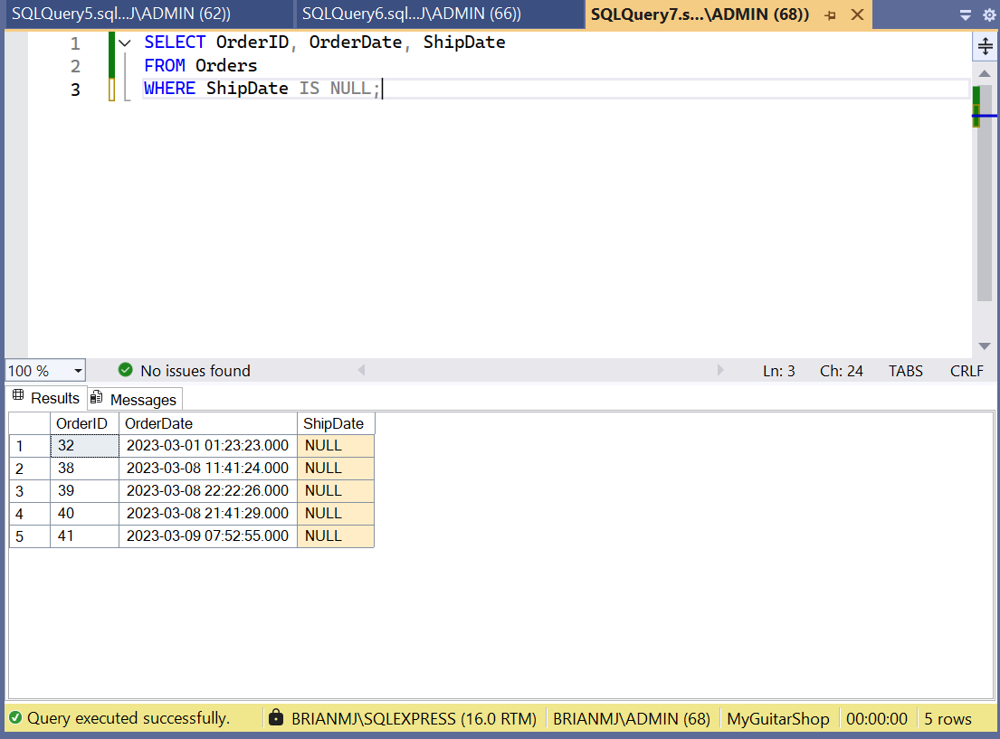 SQLQuery5.sql...J\ADMIN (62)) SQLQuery6.sql...J\ADMIN (66)) SQLQuery7.s...\ADMIN (68))
1 SELECT OrderID, OrderDate, ShipDate
2 FROM Orders
3 WHERE ShipDate IS NULL;
100 % No issues found Ln: 3 Ch: 24 TABS CRLF
Results Messages
OrderID OrderDate ShipDate
1 32 2023-03-01 01:23:23.000 NULL
2 38 2023-03-08 11:41:24.000 NULL
3 39 2023-03-08 22:22:26.000 NULL
4 40 2023-03-08 21:41:29.000 NULL
5 41 2023-03-09 07:52:55.000 NULL
Query executed successfully. BRIANMJ\SQLEXPRESS (16.0 RTM) BRIANMJ\ADMIN (68) MyGuitarShop 00:00:00 5 rows